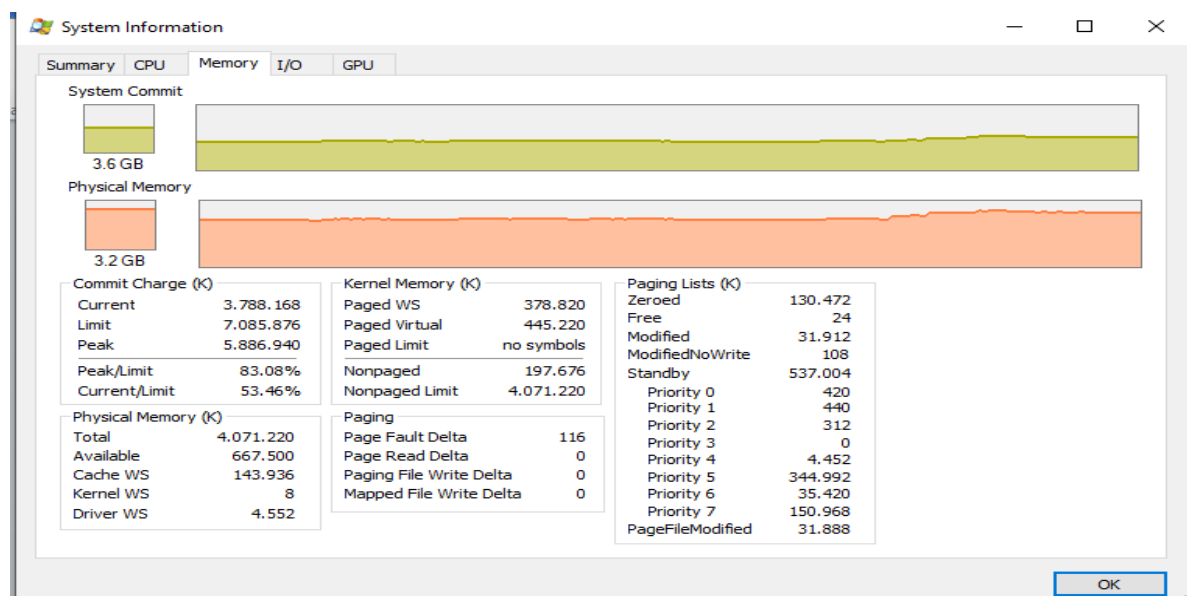 System Information
Summary CPU Memory I/O GPU
System Commit
3.6 GB
Physical Memory
3.2 GB
Commit Charge (K)
Current 3.788.168
Limit 7.085.876
Peak 5.886.940
Peak/Limit 83.08%
Current/Limit 53.46%
Physical Memory (K)
Total 4.071.220
Available 667.500
Cache WS 143.936
Kernel WS 8
Driver WS 4.552
Kernel Memory (K)
Paged WS 378.820
Paged Virtual 445.220
Paged Limit no symbols
Nonpaged 197.676
Nonpaged Limit 4.071.220
Paging
Page Fault Delta 116
Page Read Delta 0
Paging File Write Delta 0
Mapped File Write Delta 0
Paging Lists (K)
Zeroed 130.472
Free 24
Modified 31.912
ModifiedNoWrite 108
Standby 537.004
Priority 0 420
Priority 1 440
Priority 2 312
Priority 3 0
Priority 4 4.452
Priority 5 344.992
Priority 6 35.420
Priority 7 150.968
PageFileModified 31.888
OK